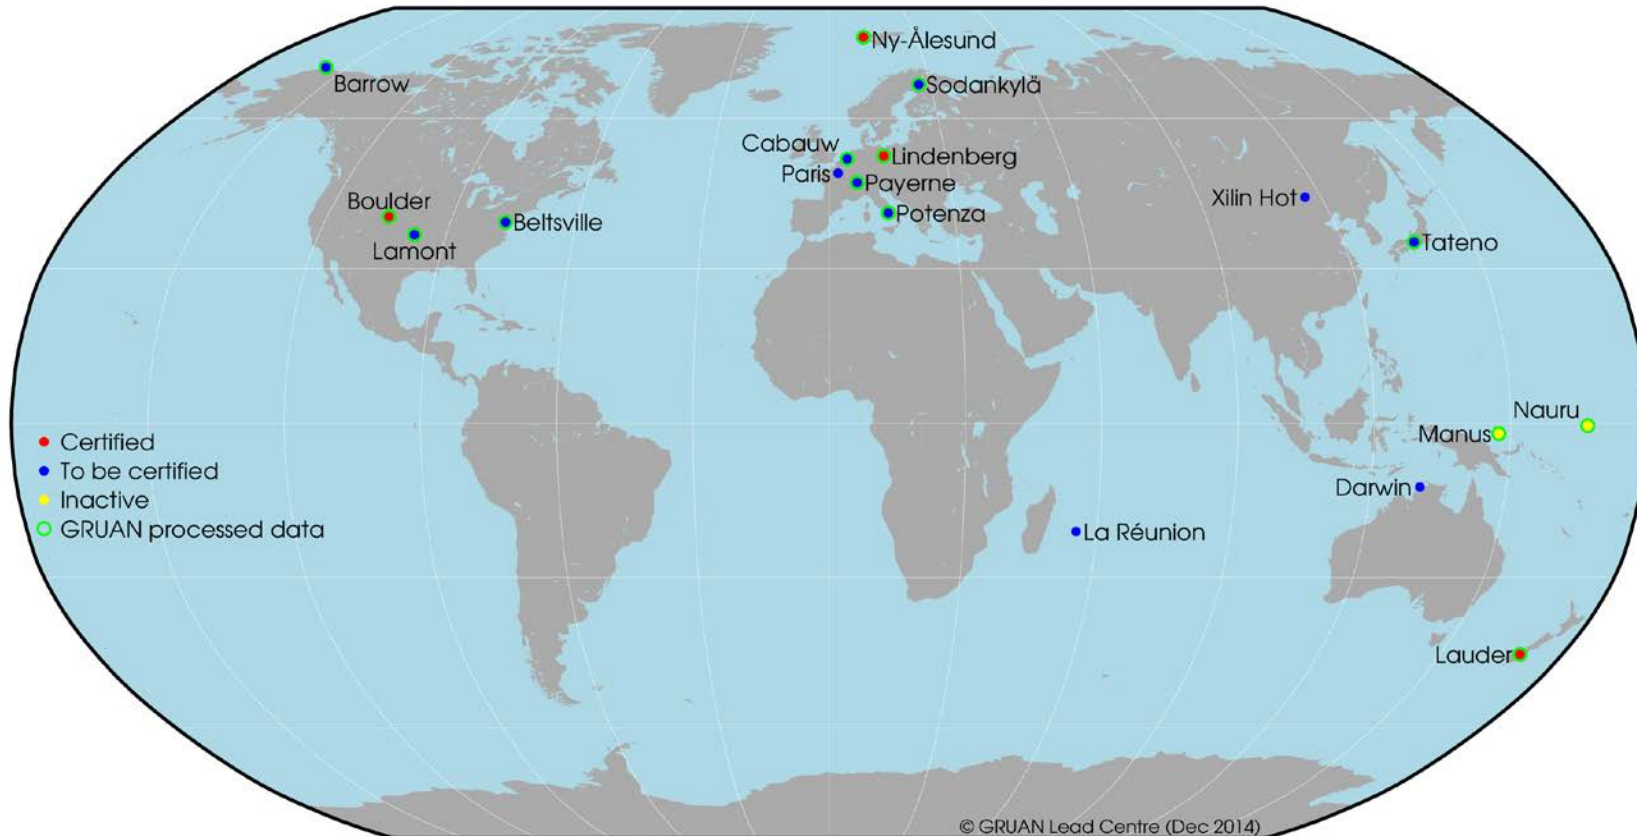 Ny-Ålesund
Barrow
Sodankylä
Cabauw
Lindenberg
Paris
Payerne
Boulder
Xilin Hot
Beltsville
Potenza
Lamont
Tateno
Nauru
Manus
Certified
To be certified
Inactive
Darwin
GRUAN processed data
La Réunion
Lauder
© GRUAN Lead Centre (Dec 2014)